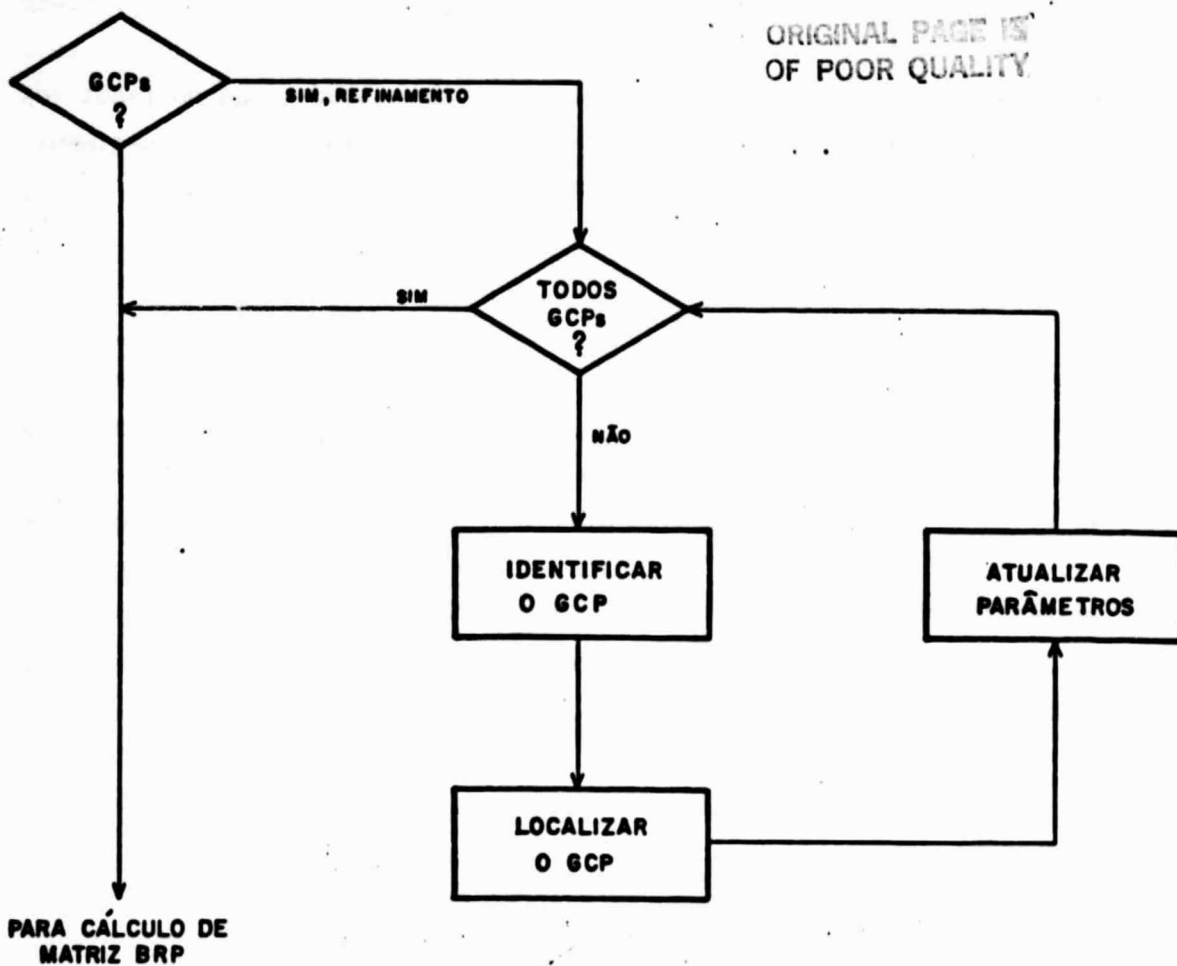 ORIGINAL PAGE IS
OF POOR QUALITY
GCPs
?
SIM, REFINAMENTO
TODOS
GCPs
?
SIM
NÃO
IDENTIFICAR
O GCP
ATUALIZAR
PARÂMETROS
LOCALIZAR
O GCP
PARA CÁLCULO DE
MATRIZ BRP